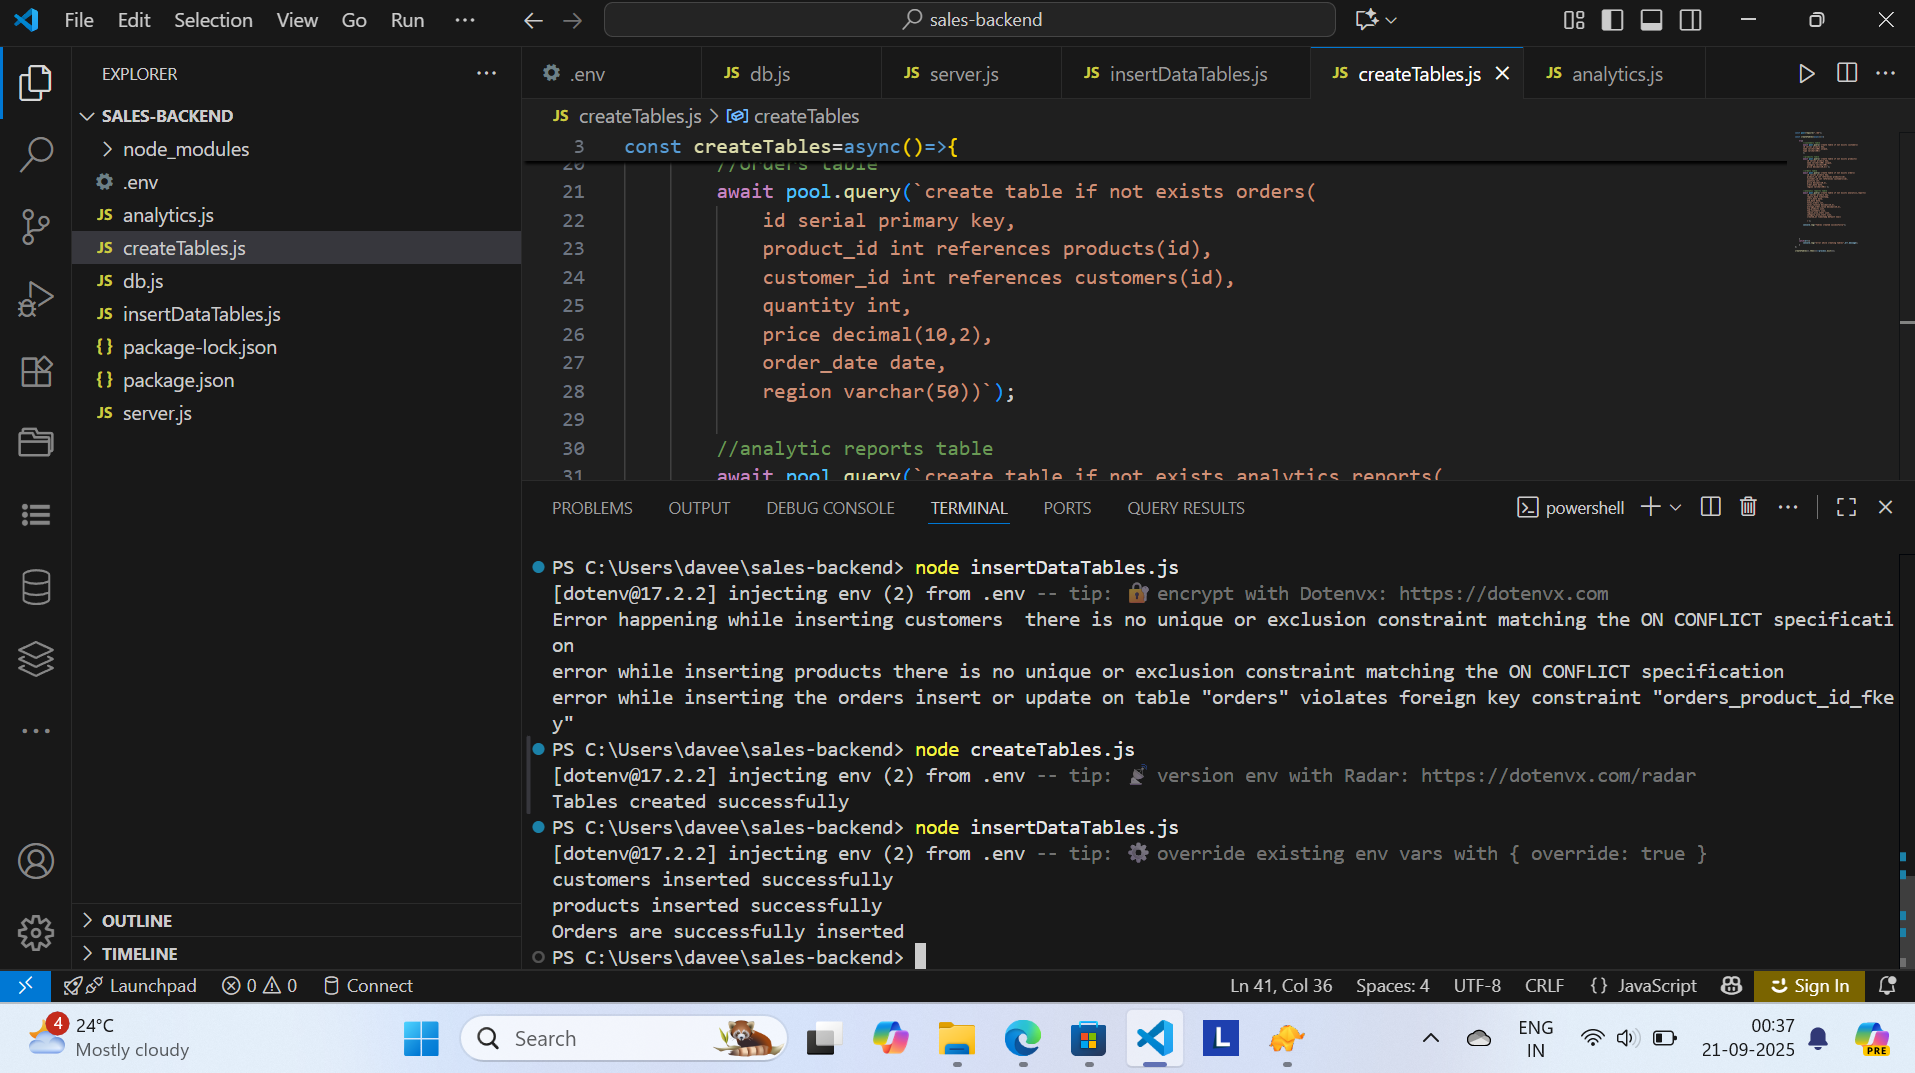 File Edit Selection View Go Run ···
sales-backend
EXPLORER ···
SALES-BACKEND
node_modules
.env
JS analytics.js
JS createTables.js
JS db.js
JS insertDataTables.js
{} package-lock.json
{} package.json
JS server.js
OUTLINE
TIMELINE
.env
JS db.js
JS server.js
JS insertDataTables.js
JS createTables.js
JS analytics.js
JS createTables.js > createTables
3 const createTables=async()=>{
20 //orders table
21 await pool.query(`create table if not exists orders(
22 id serial primary key,
23 product_id int references products(id),
24 customer_id int references customers(id),
25 quantity int,
26 price decimal(10,2),
27 order_date date,
28 region varchar(50))`);
29
30 //analytic reports table
31 await pool.query(`create table if not exists analytics_reports(
PROBLEMS OUTPUT DEBUG CONSOLE TERMINAL PORTS QUERY RESULTS
powershell
PS C:\Users\davee\sales-backend> node insertDataTables.js
[dotenv@17.2.2] injecting env (2) from .env -- tip: 🔐 encrypt with Dotenvx: https://dotenvx.com
Error happening while inserting customers  there is no unique or exclusion constraint matching the ON CONFLICT specificati
on
error while inserting products there is no unique or exclusion constraint matching the ON CONFLICT specification
error while inserting the orders insert or update on table "orders" violates foreign key constraint "orders_product_id_fke
y"
PS C:\Users\davee\sales-backend> node createTables.js
[dotenv@17.2.2] injecting env (2) from .env -- tip: 📡 version env with Radar: https://dotenvx.com/radar
Tables created successfully
PS C:\Users\davee\sales-backend> node insertDataTables.js
[dotenv@17.2.2] injecting env (2) from .env -- tip: ⚙️ override existing env vars with { override: true }
customers inserted successfully
products inserted successfully
Orders are successfully inserted
PS C:\Users\davee\sales-backend>
Launchpad 0 0 Connect
Ln 41, Col 36 Spaces: 4 UTF-8 CRLF {} JavaScript Sign In
4
24°C
Mostly cloudy
Search
L
ENG
IN
00:37
21-09-2025
PRE